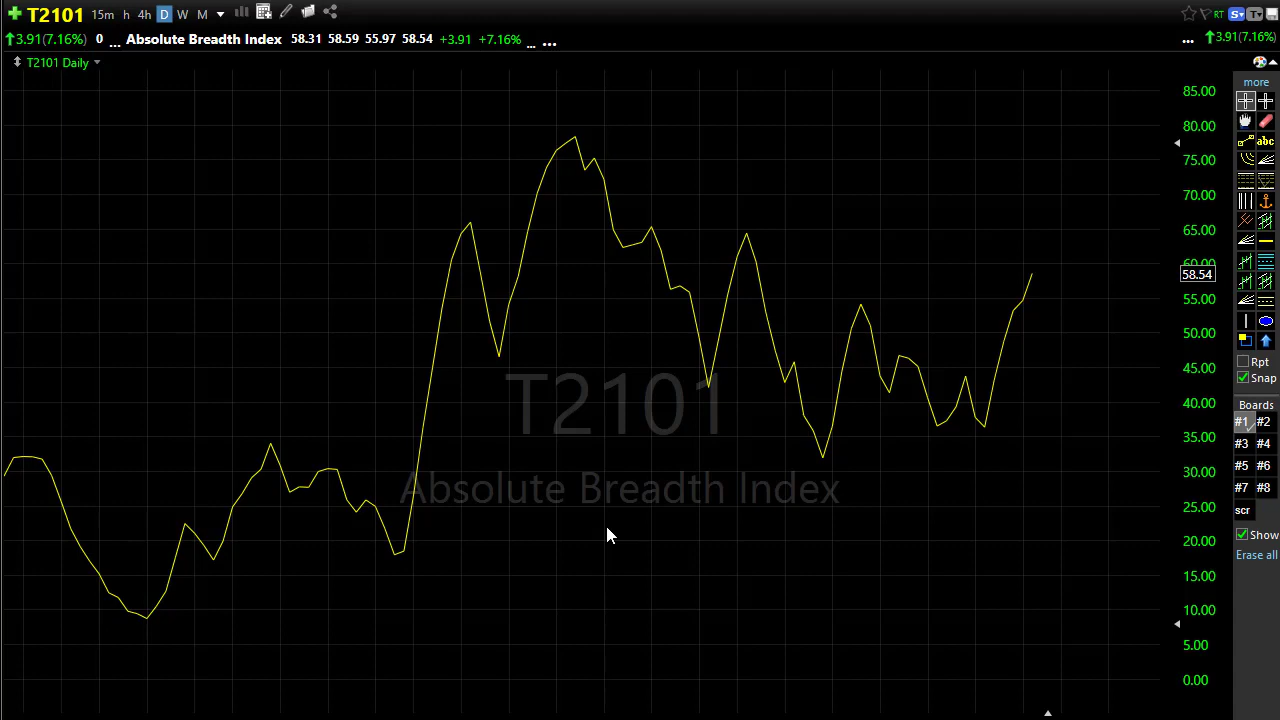 T2101 15m h 4h D W M RT S T
3.91(7.16%) 0 ... Absolute Breadth Index 58.31 58.59 55.97 58.54 +3.91 +7.16% ... ... ... 3.91(7.16%)
T2101 Daily
more
abc
85.00
80.00
75.00
70.00
65.00
60.00
58.54
55.00
50.00
45.00
40.00
35.00
30.00
25.00
20.00
15.00
10.00
5.00
0.00
T2101
Absolute Breadth Index
Rpt
Snap
Boards
#1 #2
#3 #4
#5 #6
#7 #8
scr
Show
Erase all